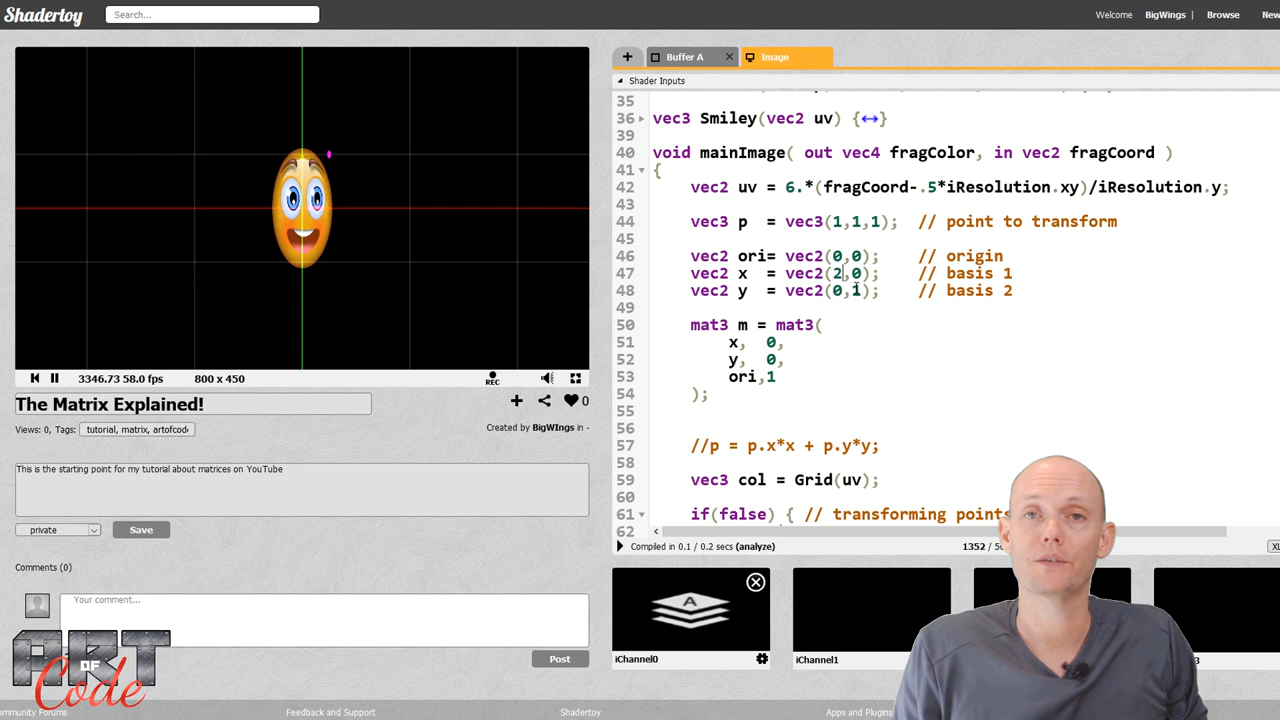 Shadertoy
Search...
Welcome BigWings | Browse New
+ Buffer A Image
Shader Inputs
35
36 vec3 Smiley(vec2 uv) {↔}
39
40 void mainImage( out vec4 fragColor, in vec2 fragCoord )
41 {
42 vec2 uv = 6.*(fragCoord-.5*iResolution.xy)/iResolution.y;
43
44 vec3 p = vec3(1,1,1); // point to transform
45
46 vec2 ori= vec2(0,0); // origin
47 vec2 x = vec2(2,0); // basis 1
48 vec2 y = vec2(0,1); // basis 2
49
50 mat3 m = mat3(
51 x, 0,
52 y, 0,
53 ori,1
54 );
55
56
57 //p = p.x*x + p.y*y;
58
59 vec3 col = Grid(uv);
60
61 if(false) { // transforming points
62
Compiled in 0.1 / 0.2 secs (analyze) 1352 / 5
3346.73 58.0 fps 800 x 450 REC
The Matrix Explained!
0
Views: 0, Tags: tutorial, matrix, artofcode
Created by BigWIngs in -
This is the starting point for my tutorial about matrices on YouTube
private Save
Comments (0)
Your comment...
Post
ART
OF
Code
A
iChannel0 iChannel1 3
ommunity Forums Feedback and Support Shadertoy Apps and Plugins